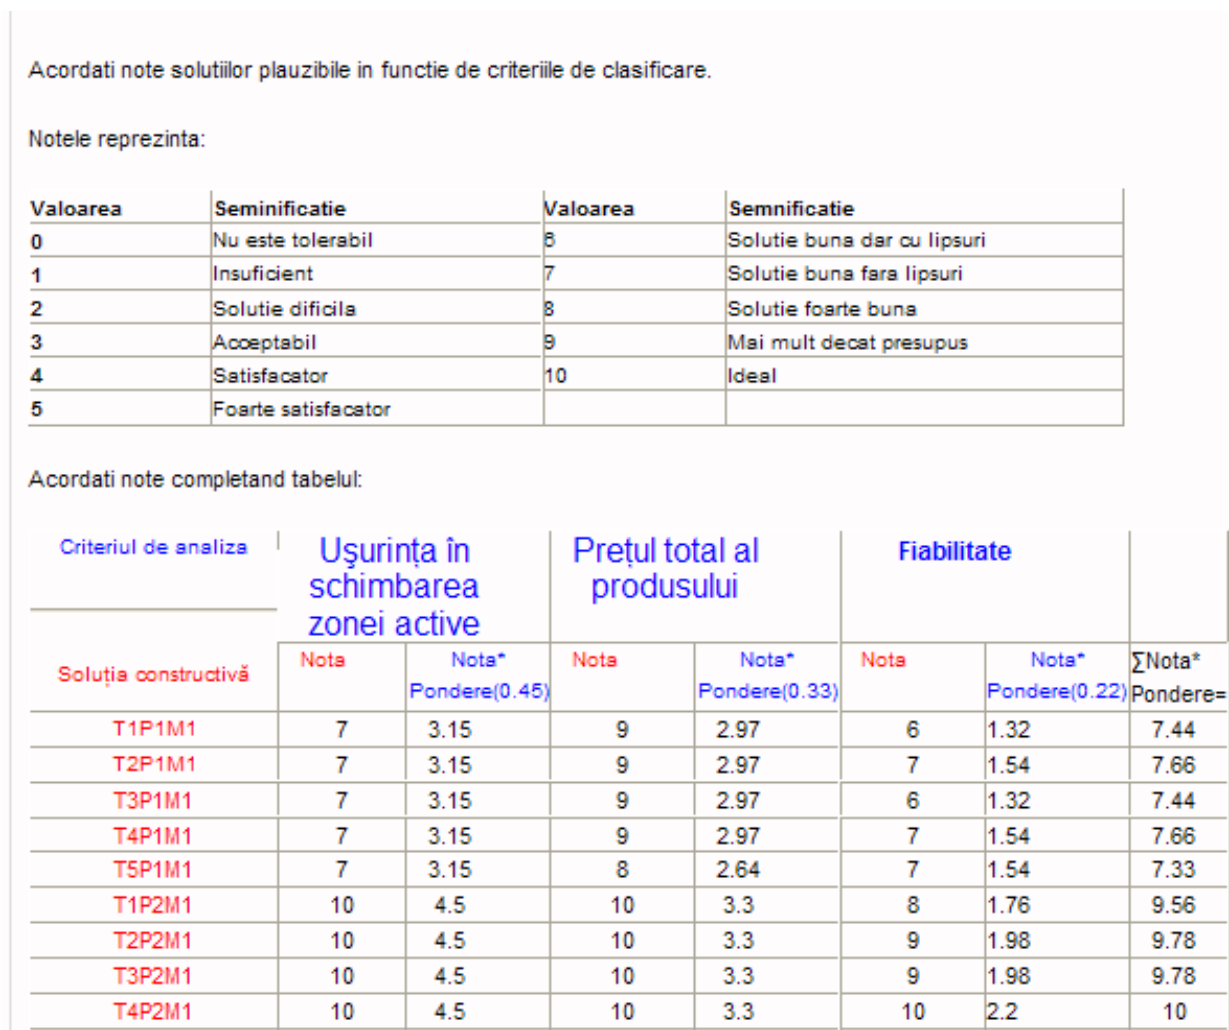 Acordati note solutiilor plauzibile in functie de criteriile de clasificare.
Notele reprezinta:
Valoarea Seminificatie Valoarea Semnificatie
0 Nu este tolerabil 6 Solutie buna dar cu lipsuri
1 Insuficient 7 Solutie buna fara lipsuri
2 Solutie dificila 8 Solutie foarte buna
3 Acceptabil 9 Mai mult decat presupus
4 Satisfacator 10 Ideal
5 Foarte satisfacator
Acordati note completand tabelul:
Criteriul de analiza Uşurința în Prețul total al Fiabilitate
schimbarea produsului
zonei active
Soluția constructivă Nota Nota* Nota Nota* Nota Nota* ∑Nota*
Pondere(0.45) Pondere(0.33) Pondere(0.22) Pondere=
T1P1M1 7 3.15 9 2.97 6 1.32 7.44
T2P1M1 7 3.15 9 2.97 7 1.54 7.66
T3P1M1 7 3.15 9 2.97 6 1.32 7.44
T4P1M1 7 3.15 9 2.97 7 1.54 7.66
T5P1M1 7 3.15 8 2.64 7 1.54 7.33
T1P2M1 10 4.5 10 3.3 8 1.76 9.56
T2P2M1 10 4.5 10 3.3 9 1.98 9.78
T3P2M1 10 4.5 10 3.3 9 1.98 9.78
T4P2M1 10 4.5 10 3.3 10 2.2 10